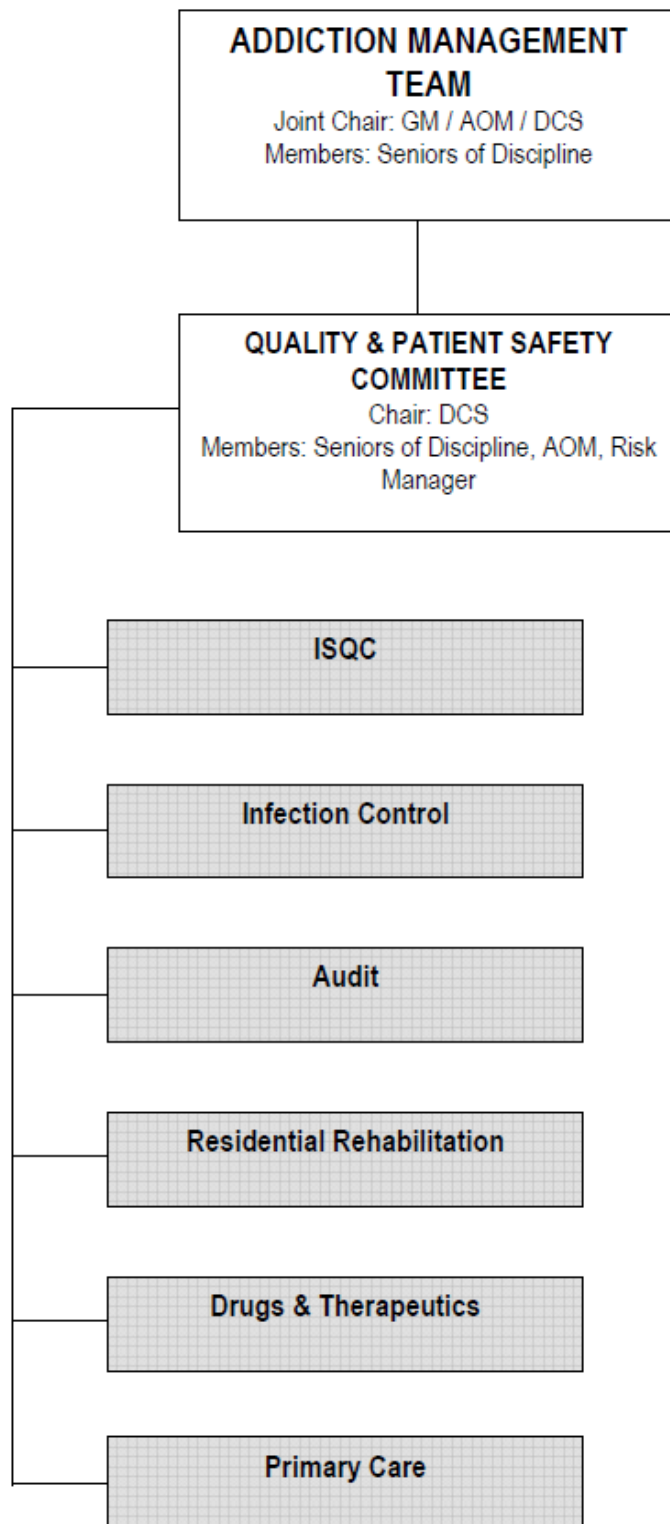 ADDICTION MANAGEMENT
TEAM
Joint Chair: GM / AOM / DCS
Members: Seniors of Discipline
QUALITY & PATIENT SAFETY
COMMITTEE
Chair: DCS
Members: Seniors of Discipline, AOM, Risk
Manager
ISQC
Infection Control
Audit
Residential Rehabilitation
Drugs & Therapeutics
Primary Care